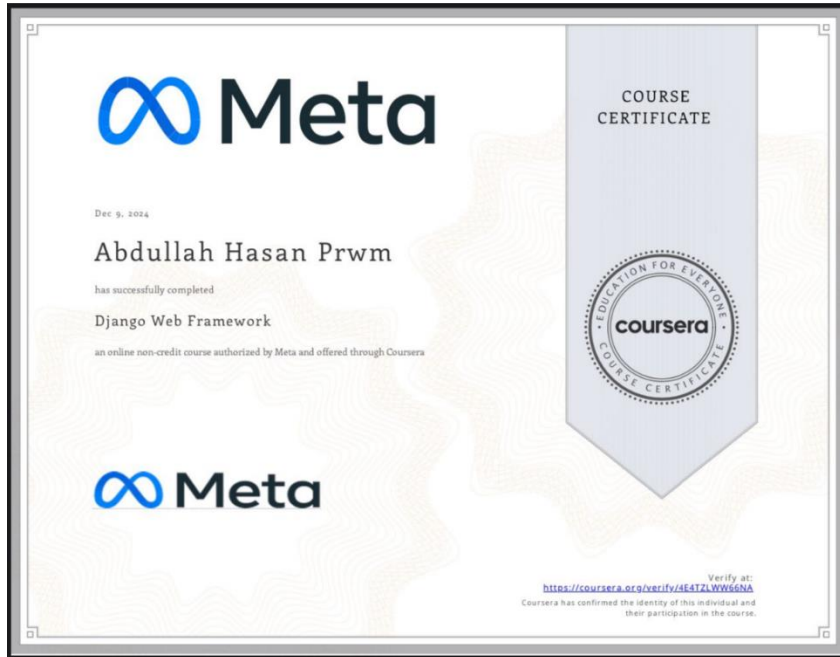 Meta
COURSE
CERTIFICATE
Dec 9, 2024
Abdullah Hasan Prwm
has successfully completed
Django Web Framework
an online non-credit course authorized by Meta and offered through Coursera
EDUCATION FOR EVERYONE
coursera
COURSE CERTIFICATE
Meta
Verify at:
https://coursera.org/verify/4E4TZLWW66NA
Coursera has confirmed the identity of this individual and
their participation in the course.